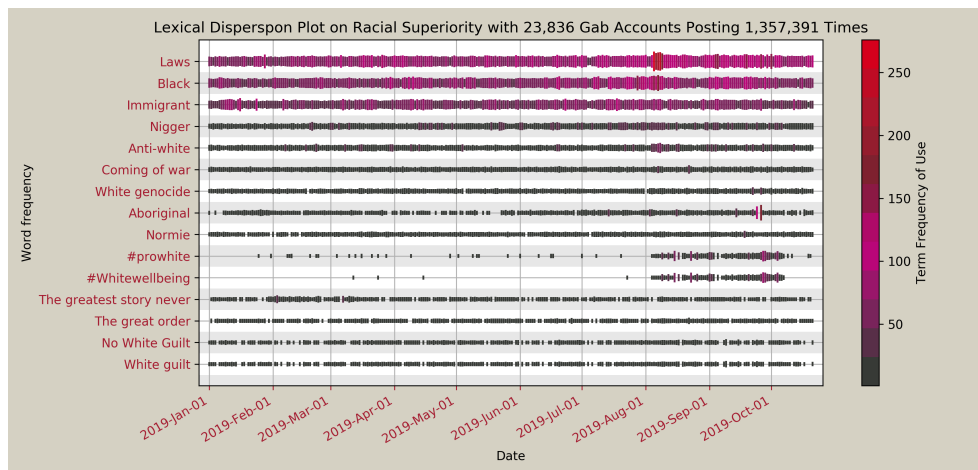 Lexical Disperspon Plot on Racial Superiority with 23,836 Gab Accounts Posting 1,357,391 Times
Word frequency
Laws
Black
Immigrant
Nigger
Anti-white
Coming of war
White genocide
Aboriginal
Normie
#prowhite
#Whitewellbeing
The greatest story never
The great order
No White Guilt
White guilt
2019-Jan-01
2019-Feb-01
2019-Mar-01
2019-Apr-01
2019-May-01
2019-Jun-01
2019-Jul-01
2019-Aug-01
2019-Sep-01
2019-Oct-01
Date
250
200
150
100
50
Term Frequency of Use